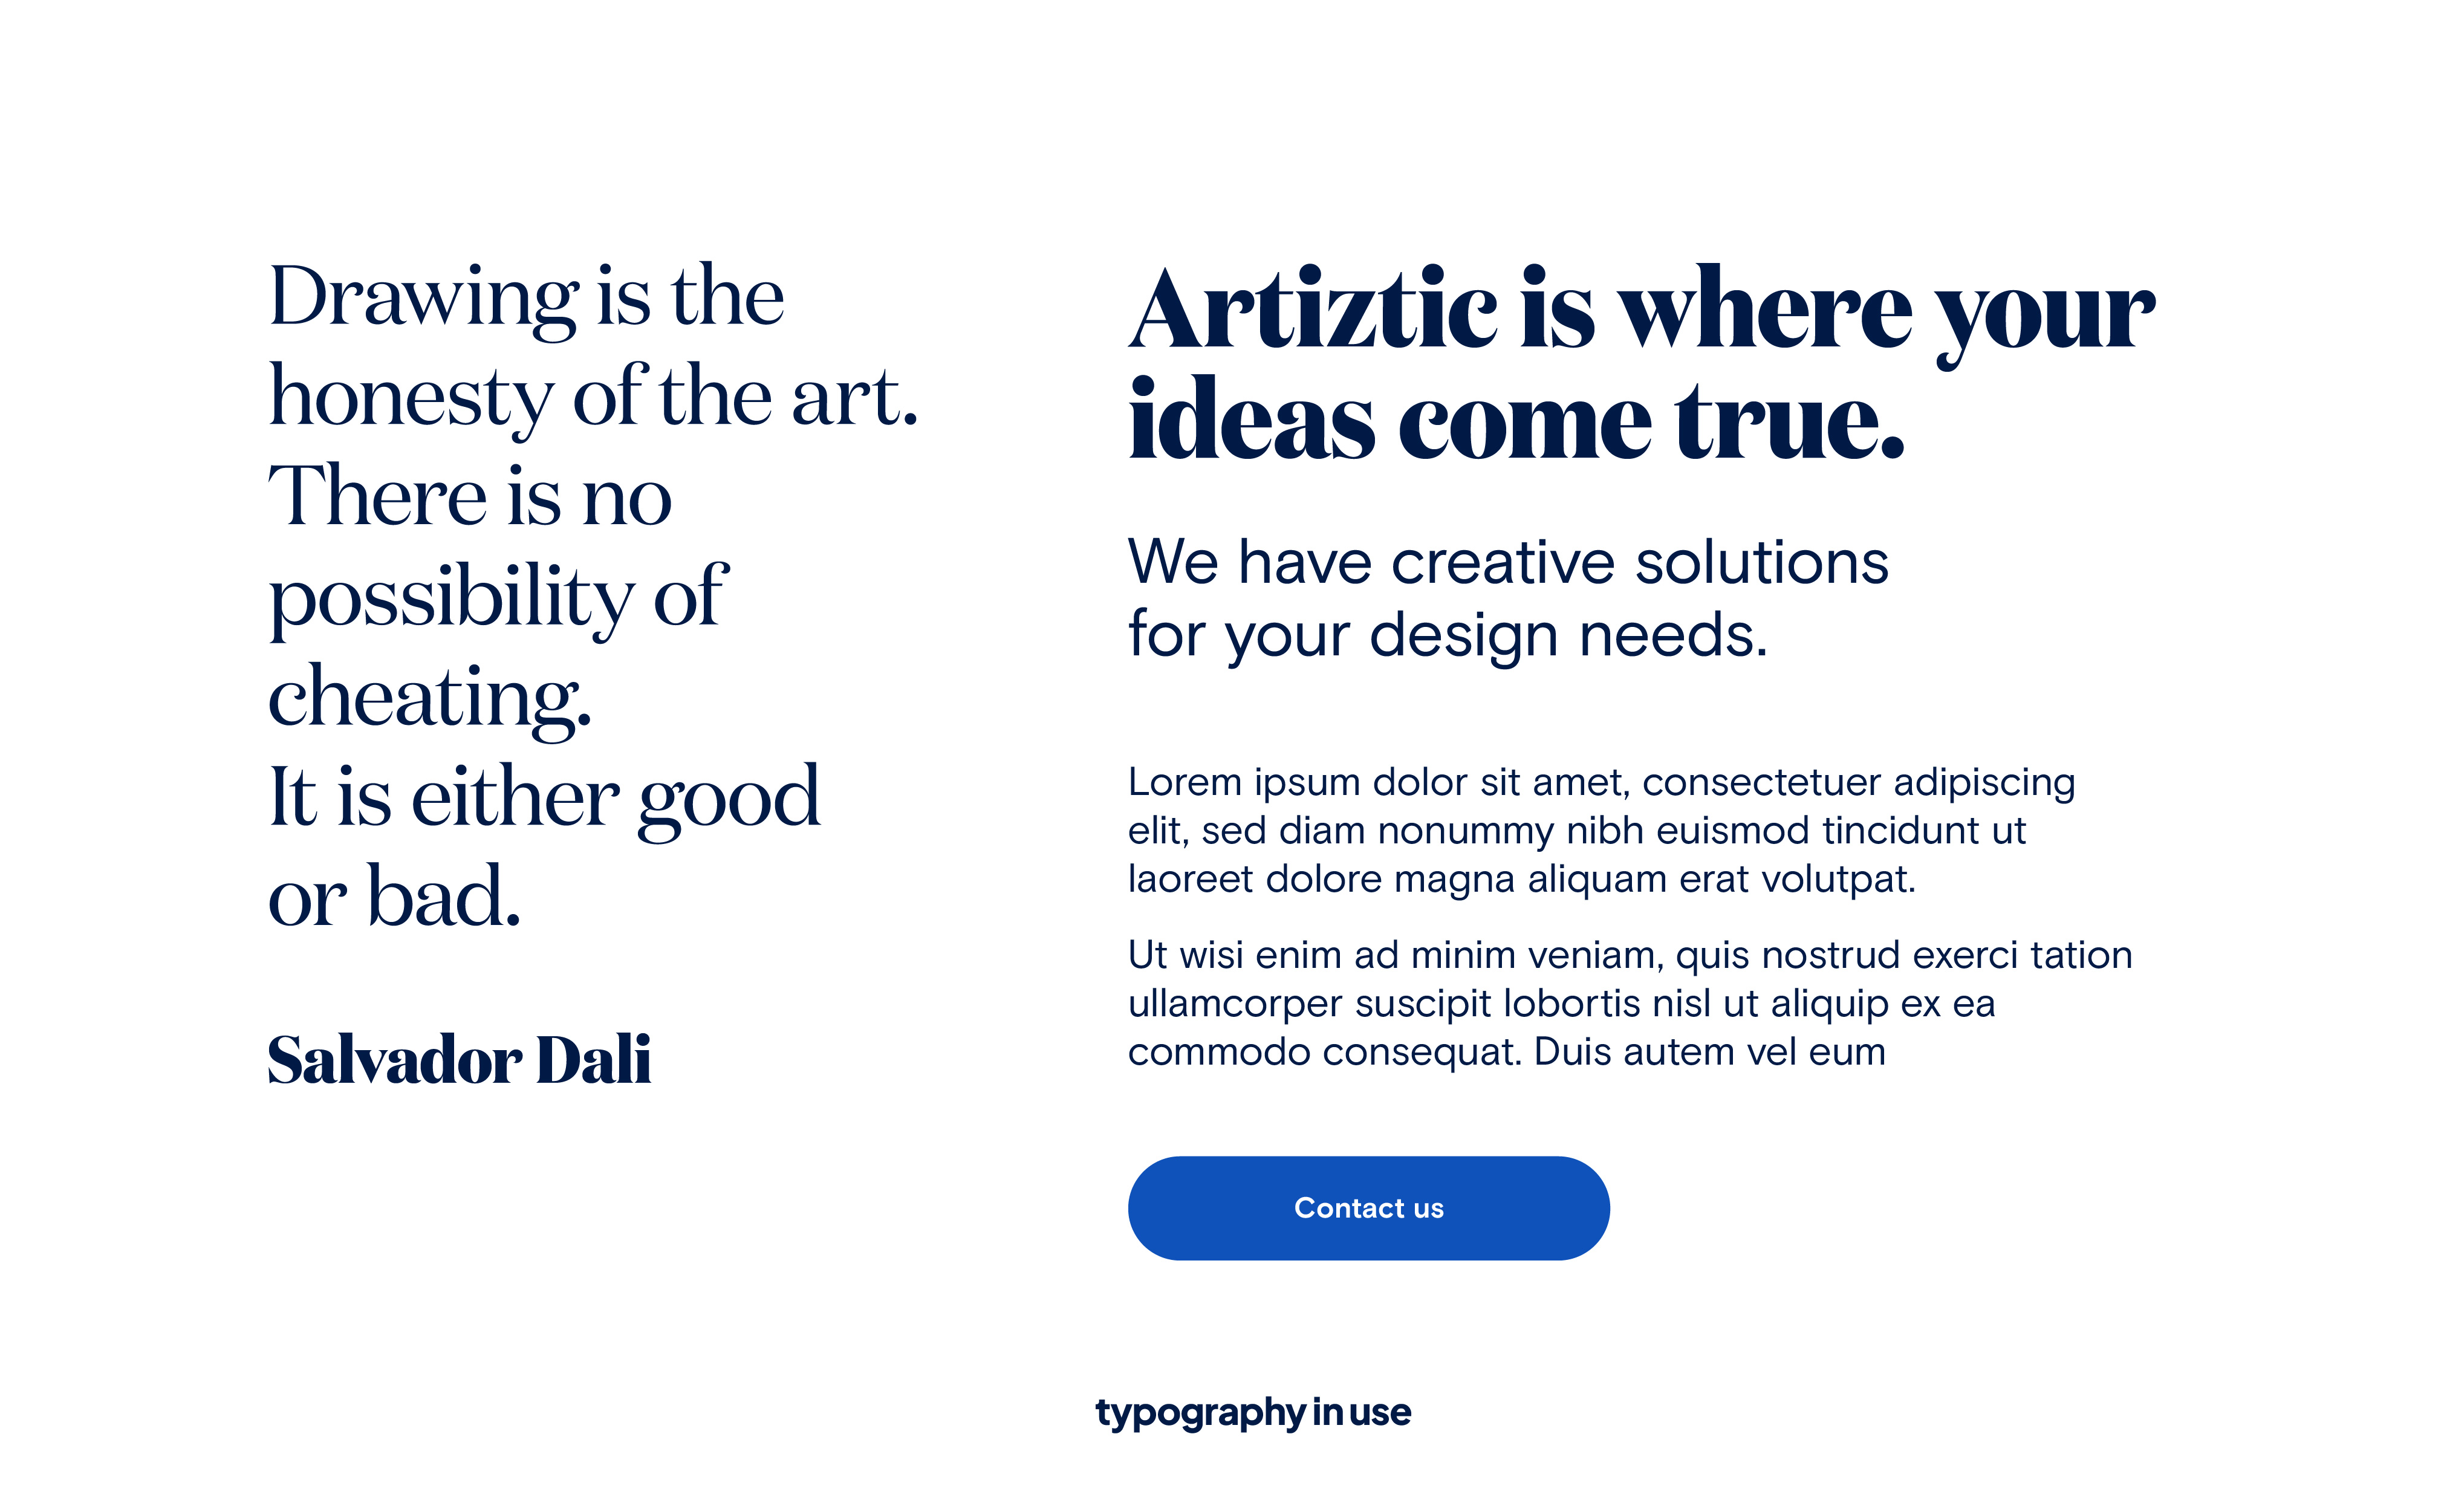 Drawing is the
honesty of the art.
There is no
possibility of
cheating.
It is either good
or bad.
Salvador Dali
Artiztic is where your
ideas come true.
We have creative solutions
for your design needs.
Lorem ipsum dolor sit amet, consectetuer adipiscing
elit, sed diam nonummy nibh euismod tincidunt ut
laoreet dolore magna aliquam erat volutpat.
Ut wisi enim ad minim veniam, quis nostrud exerci tation
ullamcorper suscipit lobortis nisl ut aliquip ex ea
commodo consequat. Duis autem vel eum
Contact us
typography in use